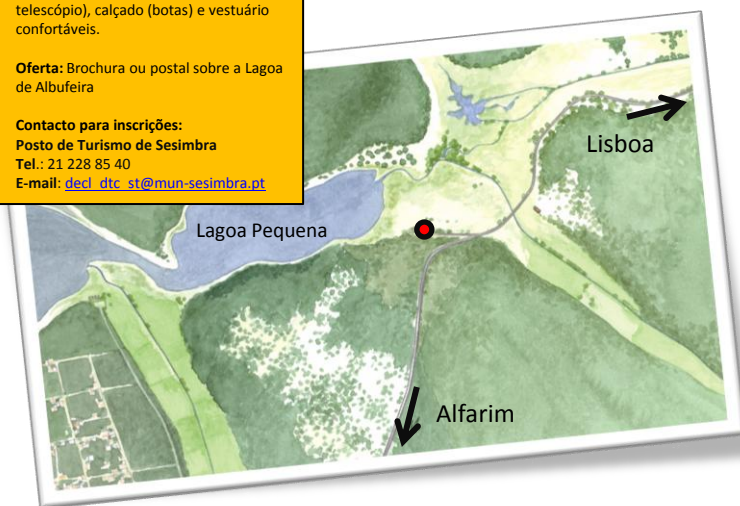 telescópio), calçado (botas) e vestuário
confortáveis.
Oferta: Brochura ou postal sobre a Lagoa
de Albufeira
Contacto para inscrições:
Posto de Turismo de Sesimbra
Tel.: 21 228 85 40
E-mail: decl_dtc_st@mun-sesimbra.pt
Lisboa
Lagoa Pequena
Alfarim